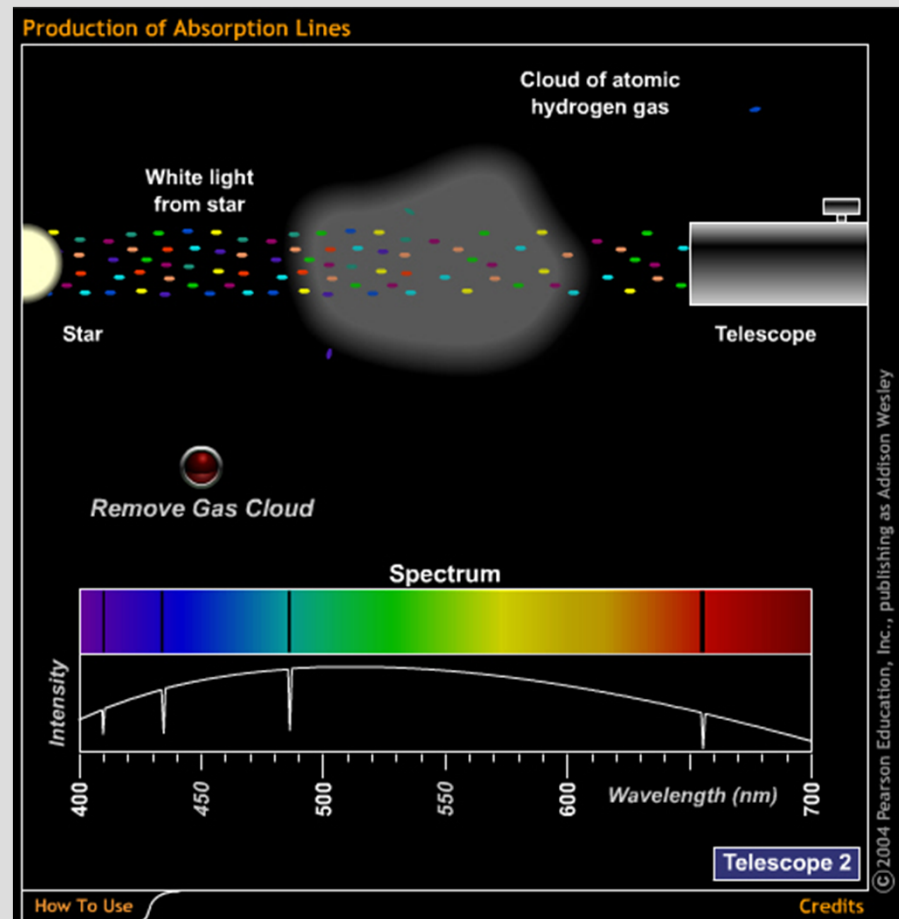 Production of Absorption Lines
Cloud of atomic
hydrogen gas
White light
from star
Star
Telescope
Remove Gas Cloud
Spectrum
Intensity
400
450
500
550
600
Wavelength (nm)
700
Telescope 2
How To Use
Credits
©2004 Pearson Education, Inc., publishing as Addison Wesley